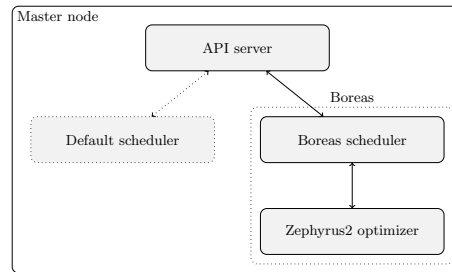 Master node
API server
Boreas
Default scheduler
Boreas scheduler
Zephyrus2 optimizer